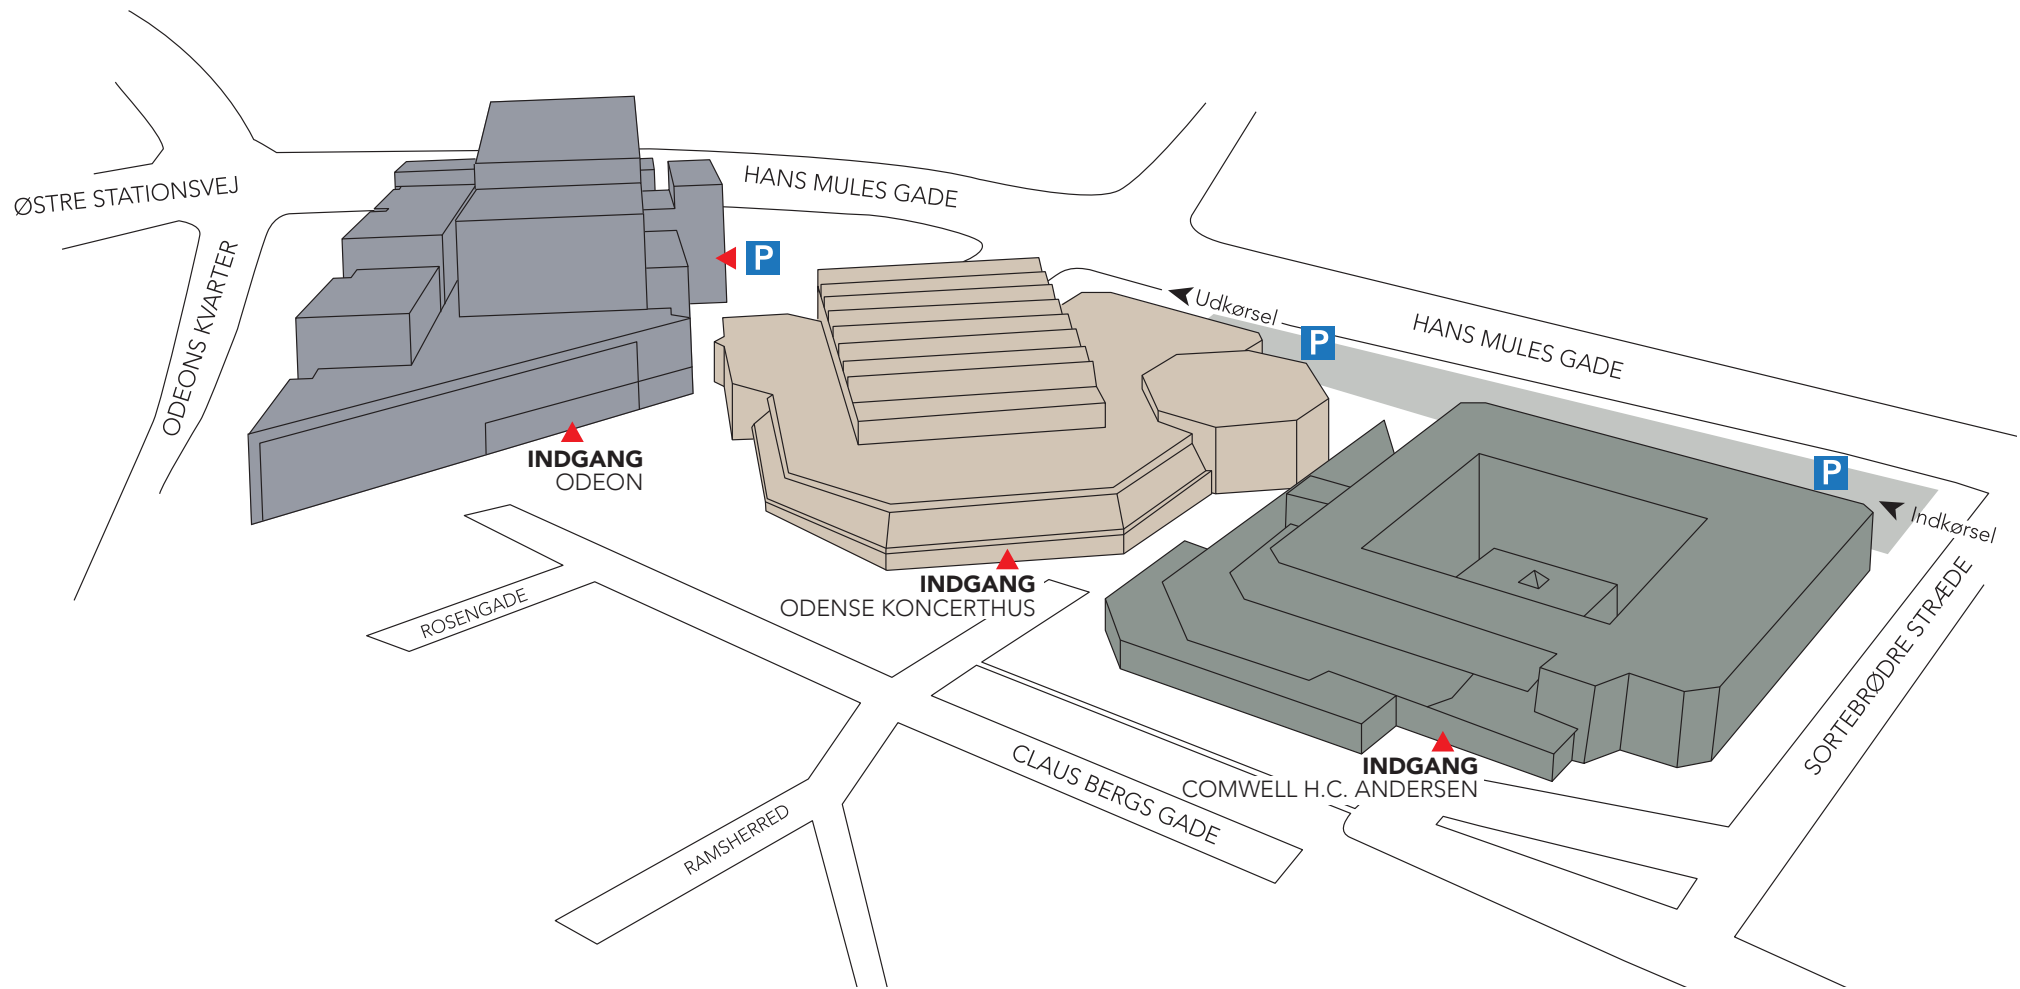 HANS MULES GADE
ØSTRE STATIONSVEJ
ODEONS KVARTER
P
Udkørsel
P
HANS MULES GADE
INDGANG
ODEON
P
Indkørsel
INDGANG
ODENSE KONCERTHUS
ROSENGADE
SORTEBRØDRE STRÆDE
INDGANG
COMWELL H.C. ANDERSEN
CLAUS BERGS GADE
RAMSHERRED